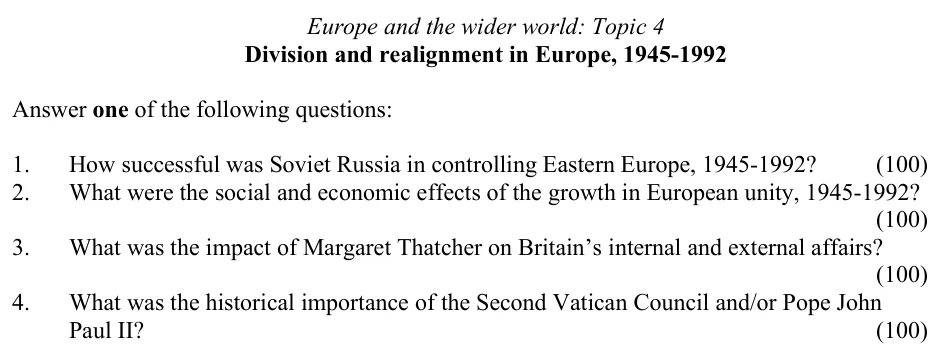 Europe and the wider world: Topic 4
Division and realignment in Europe, 1945-1992
Answer one of the following questions:
1. How successful was Soviet Russia in controlling Eastern Europe, 1945-1992? (100)
2. What were the social and economic effects of the growth in European unity, 1945-1992?
(100)
3. What was the impact of Margaret Thatcher on Britain’s internal and external affairs?
(100)
4. What was the historical importance of the Second Vatican Council and/or Pope John
Paul II? (100)